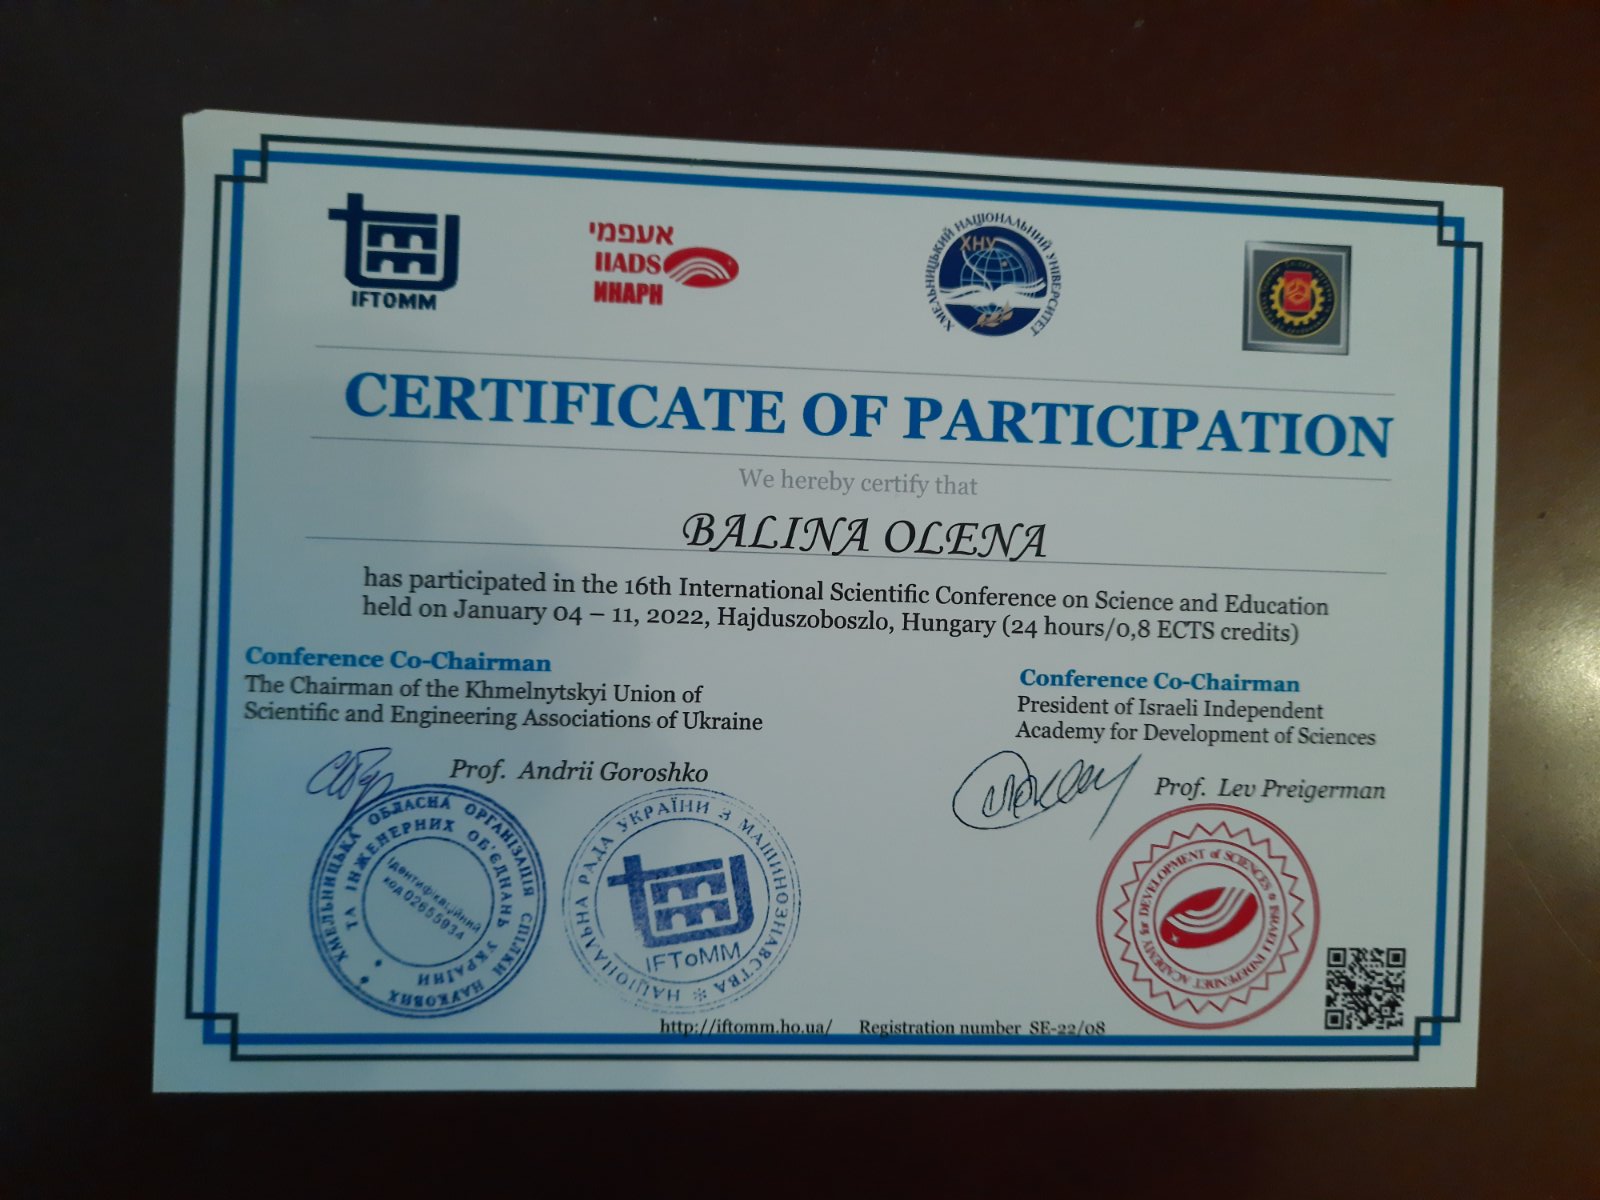 IFTOMM
אעפמי
IIADS
ИНАРН
ХМЕЛЬНИЦЬКИЙ НАЦІОНАЛЬНИЙ УНІВЕРСИТЕТ
ХНУ
CERTIFICATE OF PARTICIPATION
We hereby certify that
BALINA OLENA
has participated in the 16th International Scientific Conference on Science and Education
held on January 04 – 11, 2022, Hajduszoboszlo, Hungary (24 hours/0,8 ECTS credits)
Conference Co-Chairman
The Chairman of the Khmelnytskyi Union of
Scientific and Engineering Associations of Ukraine
Prof. Andrii Goroshko
Conference Co-Chairman
President of Israeli Independent
Academy for Development of Sciences
Prof. Lev Preigerman
ХМЕЛЬНИЦЬКА ОБЛАСНА ОРГАНІЗАЦІЯ СПІЛКИ НАУКОВИХ
ТА ІНЖЕНЕРНИХ ОБ'ЄДНАНЬ УКРАЇНИ
Ідентифікаційний
код 02655934
НАЦІОНАЛЬНА РАДА УКРАЇНИ З МАШИНОЗНАВСТВА
IFToMM
ISRAELI INDEPENDET ACADEMY for DEVELOPMENT of SCIENCES
http://iftomm.ho.ua/ Registration number SE-22/08